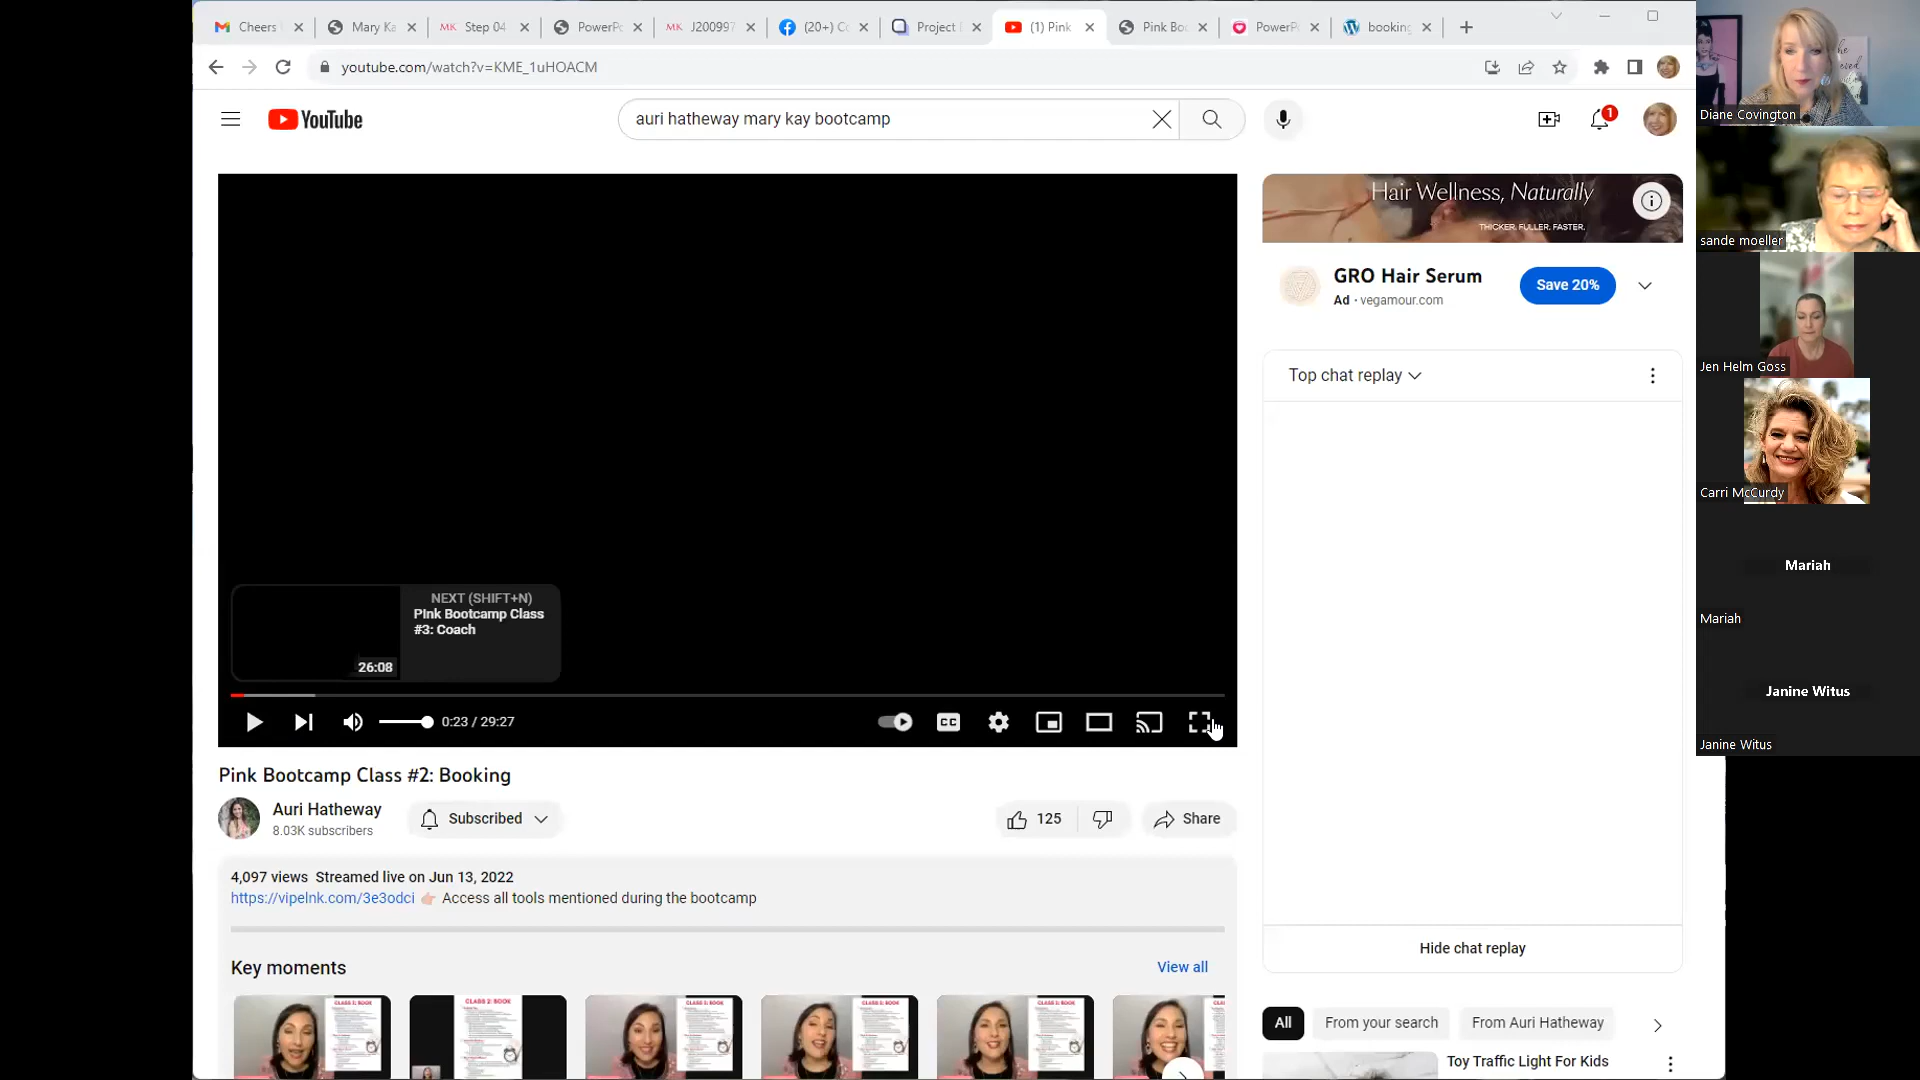 Cheers
Mary Ka
Step 04
PowerP
J200997
(20+) C
Project
(1) Pink
Pink Boo
PowerP
booking
youtube.com/watch?v=KME_1uHOACM
YouTube
auri hatheway mary kay bootcamp
1
Hair Wellness, Naturally
THICKER. FULLER. FASTER.
GRO Hair Serum
Ad · vegamour.com
Save 20%
Top chat replay
NEXT (SHIFT+N)
Pink Bootcamp Class
#3: Coach
26:08
0:23 / 29:27
CC
Pink Bootcamp Class #2: Booking
Auri Hatheway
8.03K subscribers
Subscribed
125
Share
4,097 views Streamed live on Jun 13, 2022
https://vipelnk.com/3e3odci 👉🏻 Access all tools mentioned during the bootcamp
Key moments
View all
CLASS 2: BOOK
Hide chat replay
All
From your search
From Auri Hatheway
Toy Traffic Light For Kids
Diane Covington
sande moeller
Jen Helm Goss
Carri McCurdy
Mariah
Mariah
Janine Witus
Janine Witus